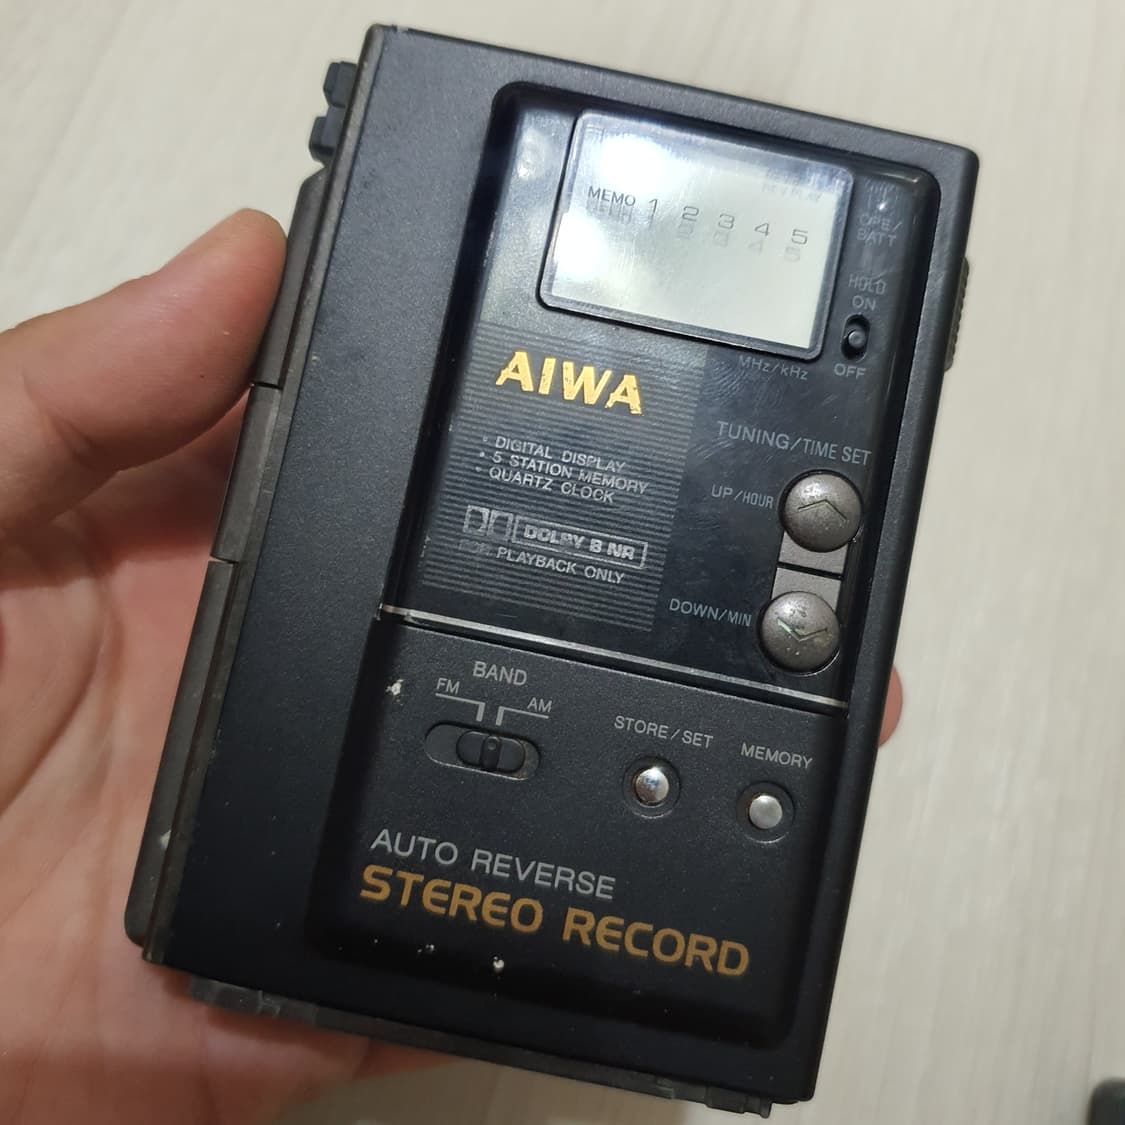 MEMO 1 2 3 4 5
OPE/
BATT
HOLD
ON
OFF
MHz/kHz
AIWA
TUNING/TIME SET
• DIGITAL DISPLAY
• 5 STATION MEMORY
• QUARTZ CLOCK
UP/HOUR
DOLBY B NR
FOR PLAYBACK ONLY
DOWN/MIN
BAND
FM
AM
STORE/SET
MEMORY
AUTO REVERSE
STEREO RECORD